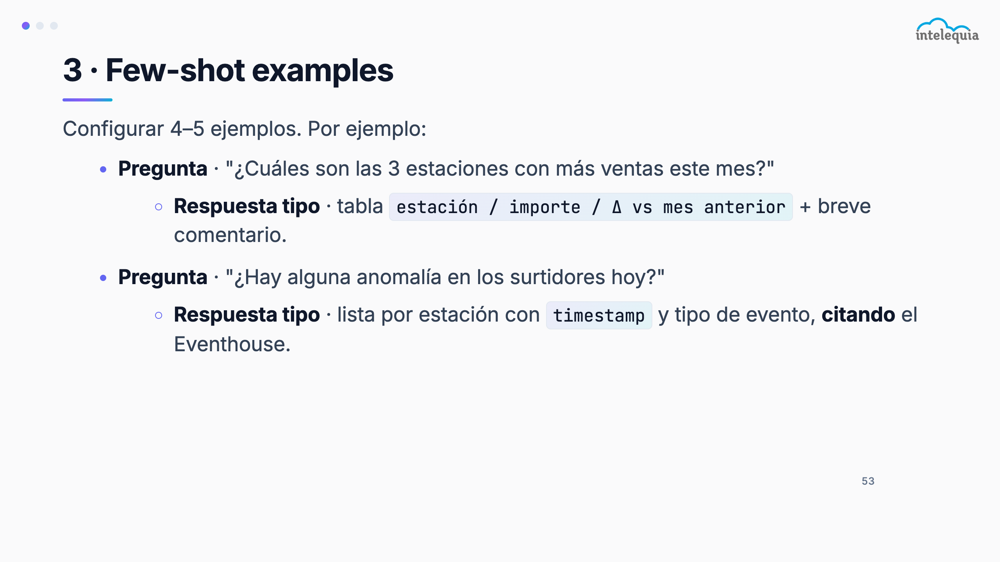 intelequia
3 · Few-shot examples
Configurar 4–5 ejemplos. Por ejemplo:
Pregunta · "¿Cuáles son las 3 estaciones con más ventas este mes?"
Respuesta tipo · tabla estación / importe / Δ vs mes anterior + breve
comentario.
Pregunta · "¿Hay alguna anomalía en los surtidores hoy?"
Respuesta tipo · lista por estación con timestamp y tipo de evento, citando el
Eventhouse.
53